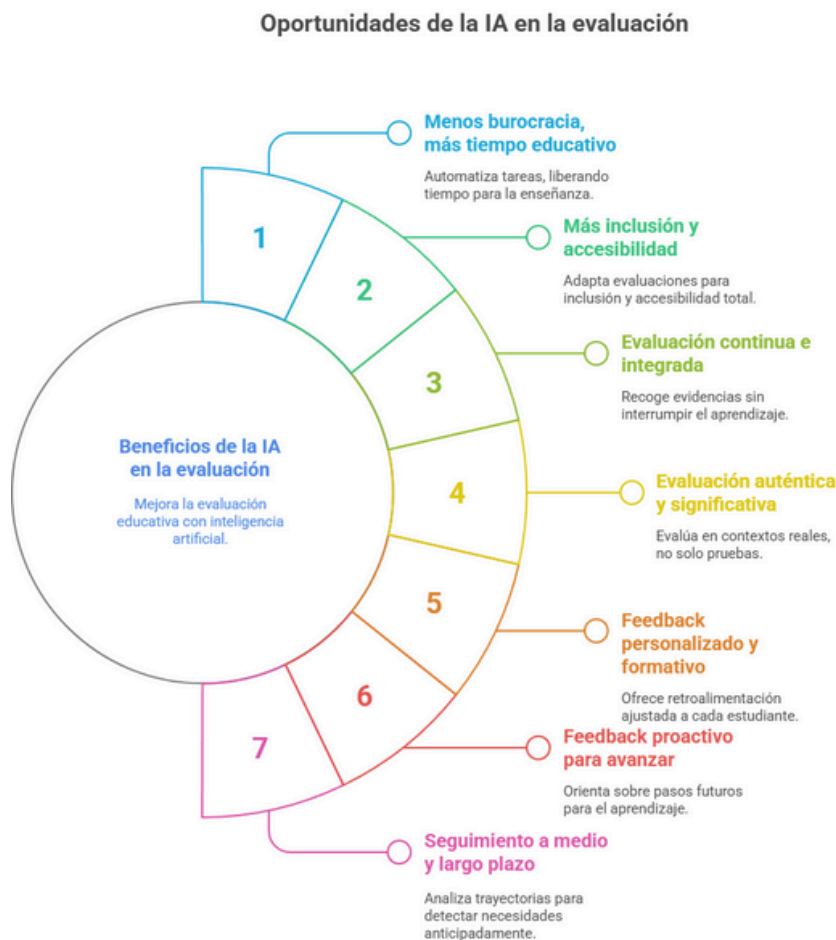 Oportunidades de la IA en la evaluación
Menos burocracia,
más tiempo educativo
Automatiza tareas, liberando
tiempo para la enseñanza.
1
Más inclusión y
accesibilidad
Adapta evaluaciones para
inclusión y accesibilidad total.
2
Evaluación continua e
integrada
Recoge evidencias sin
interrumpir el aprendizaje.
3
Beneficios de la IA
en la evaluación
Mejora la evaluación
educativa con inteligencia
artificial.
4
Evaluación auténtica
y significativa
Evalúa en contextos reales,
no solo pruebas.
5
Feedback
personalizado y
formativo
Ofrece retroalimentación
ajustada a cada estudiante.
6
Feedback proactivo
para avanzar
Orienta sobre pasos futuros
para el aprendizaje.
7
Seguimiento a medio
y largo plazo
Analiza trayectorias para
detectar necesidades
anticipadamente.